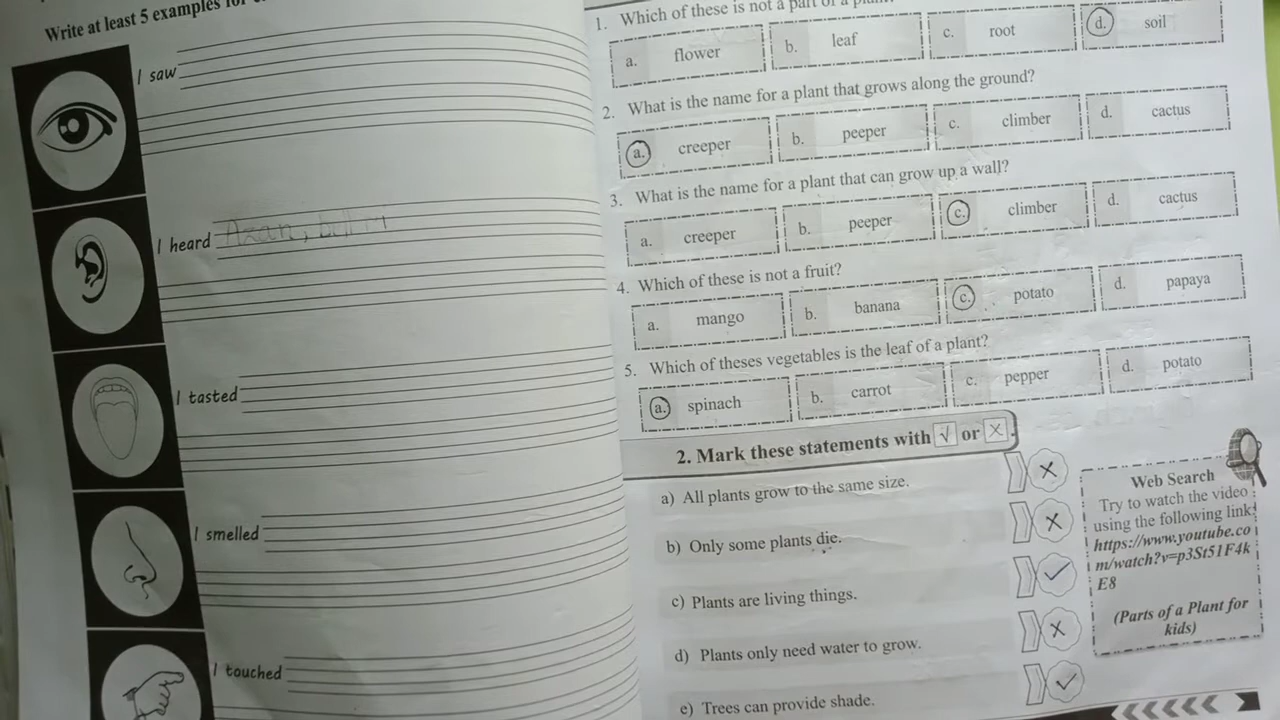 Write at least 5 examples for
I saw
I heard Azan, bell
I tasted
I smelled
I touched
1. Which of these is not a part of a plant?
a. flower b. leaf c. root d. soil
2. What is the name for a plant that grows along the ground?
a. creeper b. peeper c. climber d. cactus
3. What is the name for a plant that can grow up a wall?
a. creeper b. peeper c. climber d. cactus
4. Which of these is not a fruit?
a. mango b. banana c. potato d. papaya
5. Which of theses vegetables is the leaf of a plant?
a. spinach b. carrot c. pepper d. potato
2. Mark these statements with √ or X.
a) All plants grow to the same size. X
b) Only some plants die. X
c) Plants are living things. ✓
d) Plants only need water to grow. X
e) Trees can provide shade. ✓
Web Search
Try to watch the video
using the following link:
https://www.youtube.co
m/watch?v=p3St51F4k
E8
(Parts of a Plant for
kids)